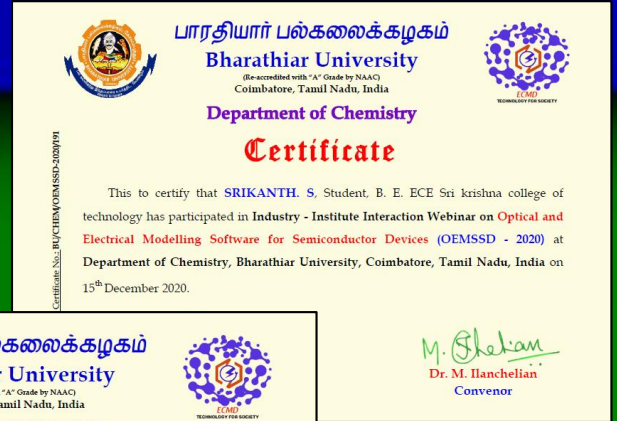 பாரதியார் பல்கலைக்கழகம்
Bharathiar University
(Re-accredited with "A" Grade by NAAC)
Coimbatore, Tamil Nadu, India
ECMD
TECHNOLOGY FOR SOCIETY
Department of Chemistry
Certificate
Certificate No.: BU/CHEM/OEMSSD-2020/191
This to certify that SRIKANTH. S, Student, B. E. ECE Sri krishna college of
technology has participated in Industry - Institute Interaction Webinar on Optical and
Electrical Modelling Software for Semiconductor Devices (OEMSSD - 2020) at
Department of Chemistry, Bharathiar University, Coimbatore, Tamil Nadu, India on
15th December 2020.
Dr. M. Ilanchelian
Convenor
கலைக்கழகம்
University
"A" Grade by NAAC)
amil Nadu, India
ECMD
TECHNOLOGY FOR SOCIETY